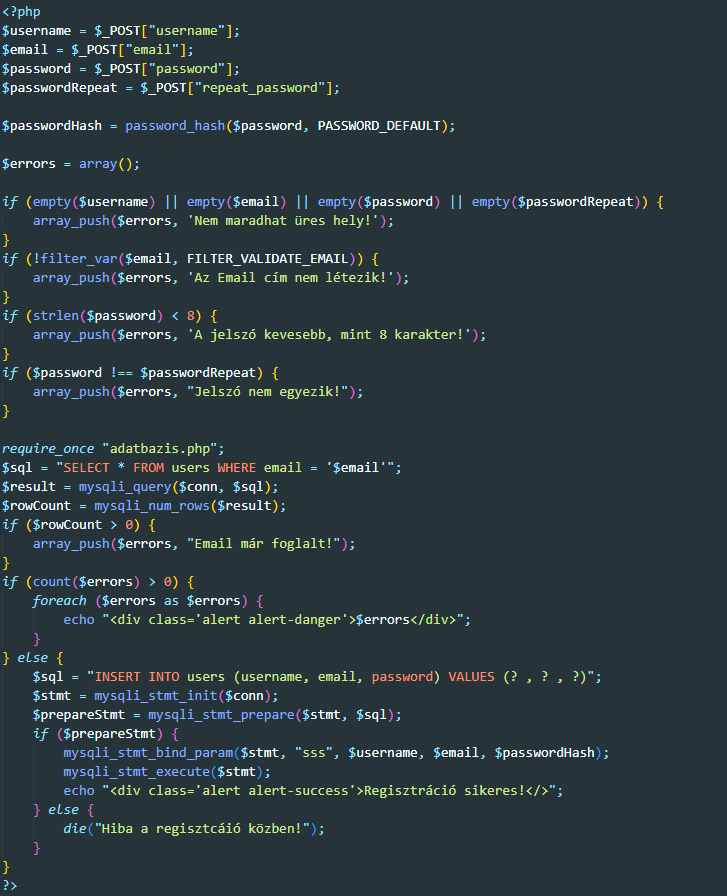 <?php
$username = $_POST["username"];
$email = $_POST["email"];
$password = $_POST["password"];
$passwordRepeat = $_POST["repeat_password"];
$passwordHash = password_hash($password, PASSWORD_DEFAULT);
$errors = array();
if (empty($username) || empty($email) || empty($password) || empty($passwordRepeat)) {
array_push($errors, 'Nem maradhat üres hely!');
}
if (!filter_var($email, FILTER_VALIDATE_EMAIL)) {
array_push($errors, 'Az Email cím nem létezik!');
}
if (strlen($password) < 8) {
array_push($errors, 'A jelszó kevesebb, mint 8 karakter!');
}
if ($password !== $passwordRepeat) {
array_push($errors, "Jelszó nem egyezik!");
}
require_once "adatbazis.php";
$sql = "SELECT * FROM users WHERE email = '$email'";
$result = mysqli_query($conn, $sql);
$rowCount = mysqli_num_rows($result);
if ($rowCount > 0) {
array_push($errors, "Email már foglalt!");
}
if (count($errors) > 0) {
foreach ($errors as $errors) {
echo "<div class='alert alert-danger'>$errors</div>";
}
} else {
$sql = "INSERT INTO users (username, email, password) VALUES (? , ? , ?)";
$stmt = mysqli_stmt_init($conn);
$prepareStmt = mysqli_stmt_prepare($stmt, $sql);
if ($prepareStmt) {
mysqli_stmt_bind_param($stmt, "sss", $username, $email, $passwordHash);
mysqli_stmt_execute($stmt);
echo "<div class='alert alert-success'>Regisztráció sikeres!</>";
} else {
die("Hiba a regisztcáió közben!");
}
}
?>